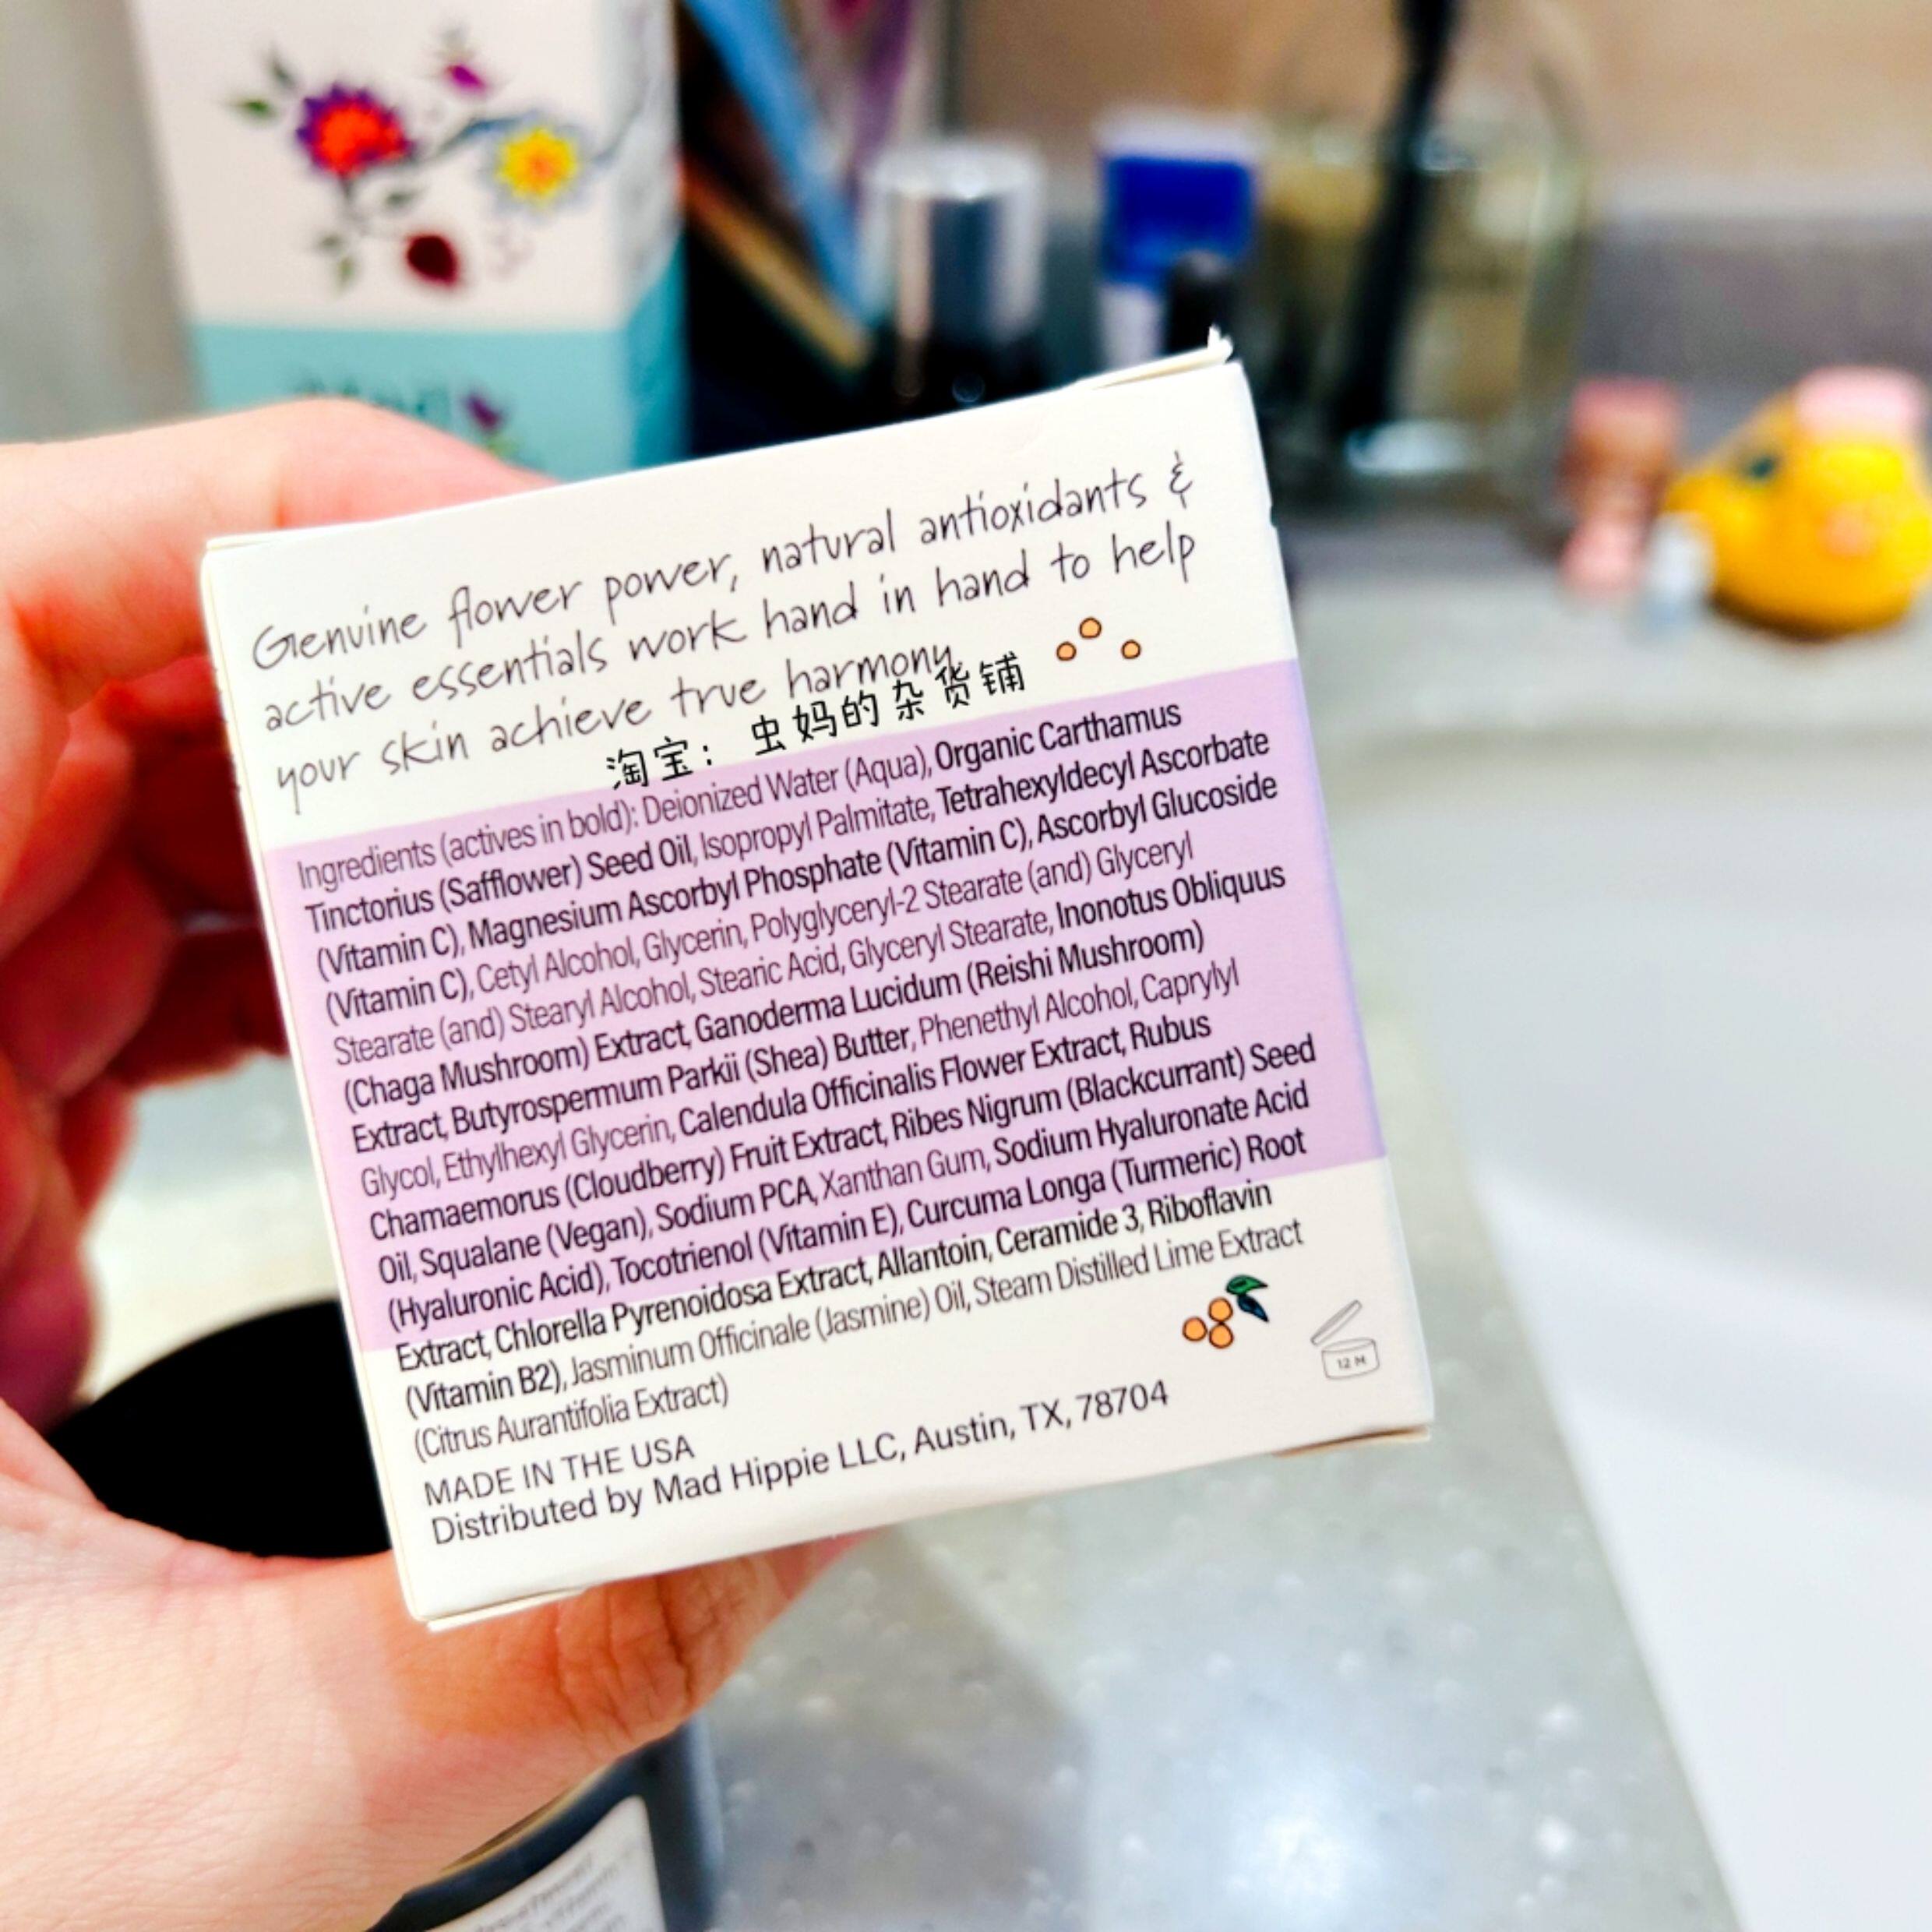 Genuine flower power, natural antioxidants &
active essentials work hand in hand to help
your skin achieve true harmony
淘宝：虫妈的杂货铺
Ingredients (actives in bold): Deionized Water (Aqua), Organic Carthamus
Tinctorius (Safflower) Seed Oil, Isopropyl Palmitate, Tetrahexyldecyl Ascorbate
(Vitamin C), Magnesium Ascorbyl Phosphate (Vitamin C), Ascorbyl Glucoside
(Vitamin C), Cetyl Alcohol, Glycerin, Polyglyceryl-2 Stearate (and) Glyceryl
Stearate (and) Stearyl Alcohol, Stearic Acid, Glyceryl Stearate, Inonotus Obliquus
(Chaga Mushroom) Extract, Ganoderma Lucidum (Reishi Mushroom)
Extract, Butyrospermum Parkii (Shea) Butter, Phenethyl Alcohol, Caprylyl
Glycol, Ethylhexyl Glycerin, Calendula Officinalis Flower Extract, Rubus
Chamaemorus (Cloudberry) Fruit Extract, Ribes Nigrum (Blackcurrant) Seed
Oil, Squalane (Vegan), Sodium PCA, Xanthan Gum, Sodium Hyaluronate Acid
(Hyaluronic Acid), Tocotrienol (Vitamin E), Curcuma Longa (Turmeric) Root
Extract, Chlorella Pyrenoidosa Extract, Allantoin, Ceramide 3, Riboflavin
(Vitamin B2), Jasminum Officinale (Jasmine) Oil, Steam Distilled Lime Extract
(Citrus Aurantifolia Extract)
12 M
MADE IN THE USA
Distributed by Mad Hippie LLC, Austin, TX, 78704